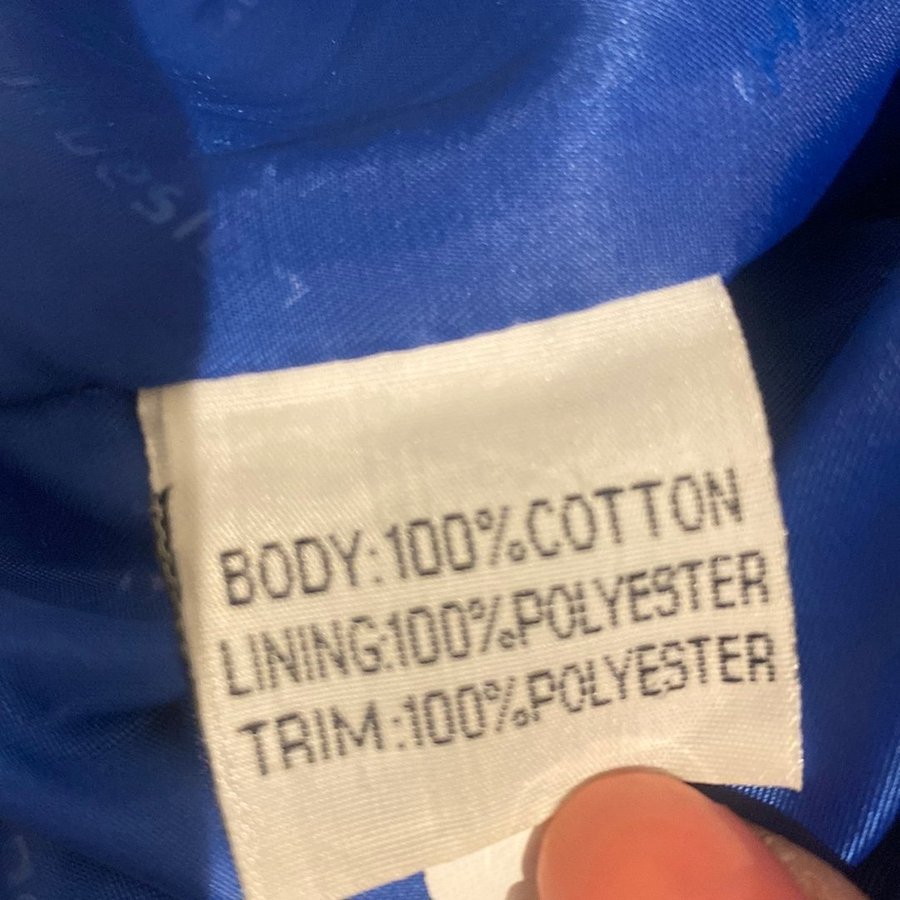 BODY:100%COTTON
LINING:100%POLYESTER
TRIM:100%POLYESTER